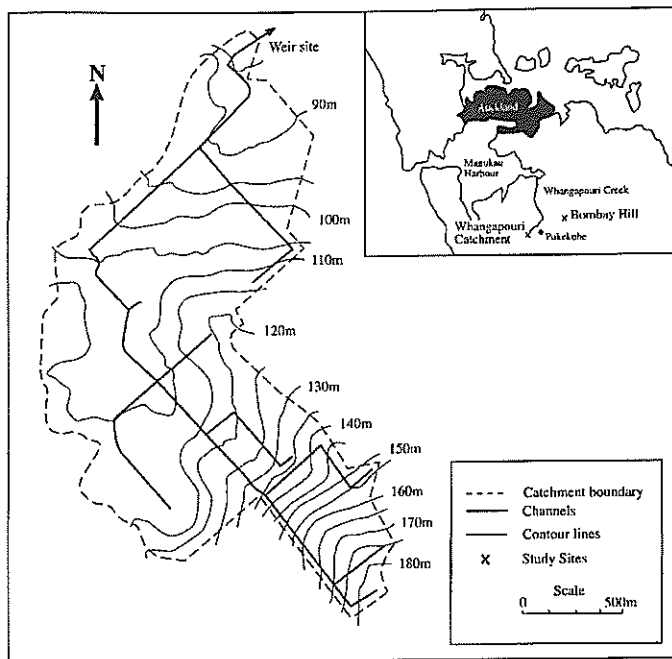 Weir site
N
90m
100m
110m
120m
130m
140m
150m
160m
170m
180m
Auckland
Manukau
Harbour
Whangapouri Creek
Whangapouri
Catchment
x Bombay Hill
x
Pukekohe
Catchment boundary
Channels
Contour lines
x Study Sites
Scale
0 500m